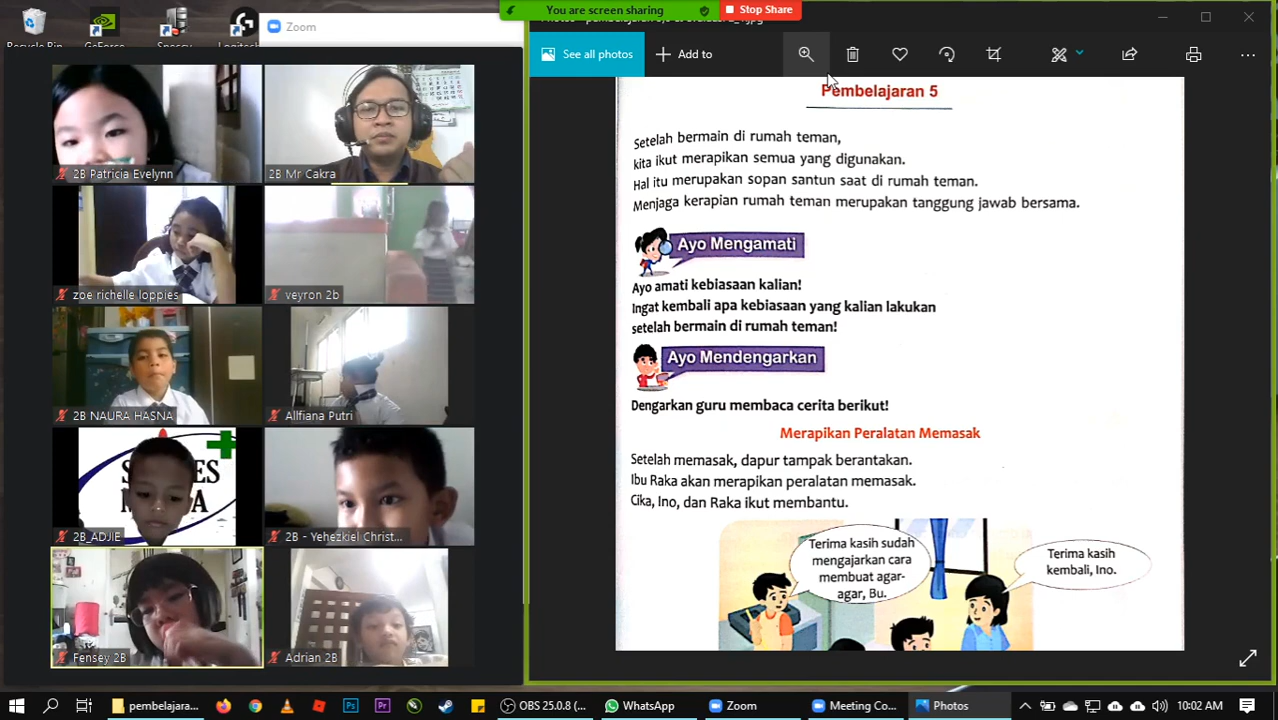 Recycle Bin
GeForce
Speccy
Logitech
Zoom
You are screen sharing
Stop Share
See all photos
Add to
Pembelajaran 5
Setelah bermain di rumah teman,
kita ikut merapikan semua yang digunakan.
Hal itu merupakan sopan santun saat di rumah teman.
Menjaga kerapian rumah teman merupakan tanggung jawab bersama.
Ayo Mengamati
Ayo amati kebiasaan kalian!
Ingat kembali apa kebiasaan yang kalian lakukan
setelah bermain di rumah teman!
Ayo Mendengarkan
Dengarkan guru membaca cerita berikut!
Merapikan Peralatan Memasak
Setelah memasak, dapur tampak berantakan.
Ibu Raka akan merapikan peralatan memasak.
Cika, Ino, dan Raka ikut membantu.
Terima kasih sudah
mengajarkan cara
membuat agar-
agar, Bu.
Terima kasih
kembali, Ino.
2B Patricia Evelynn
2B Mr Cakra
zoe richelle loppies
veyron 2b
2B NAURA HASNA
Allfiana Putri
2B_ADJIE
2B - Yehezkiel Christ...
Fensey 2B
Adrian 2B
pembelajara...
OBS 25.0.8 (...
WhatsApp
Zoom
Meeting Co...
Photos
10:02 AM